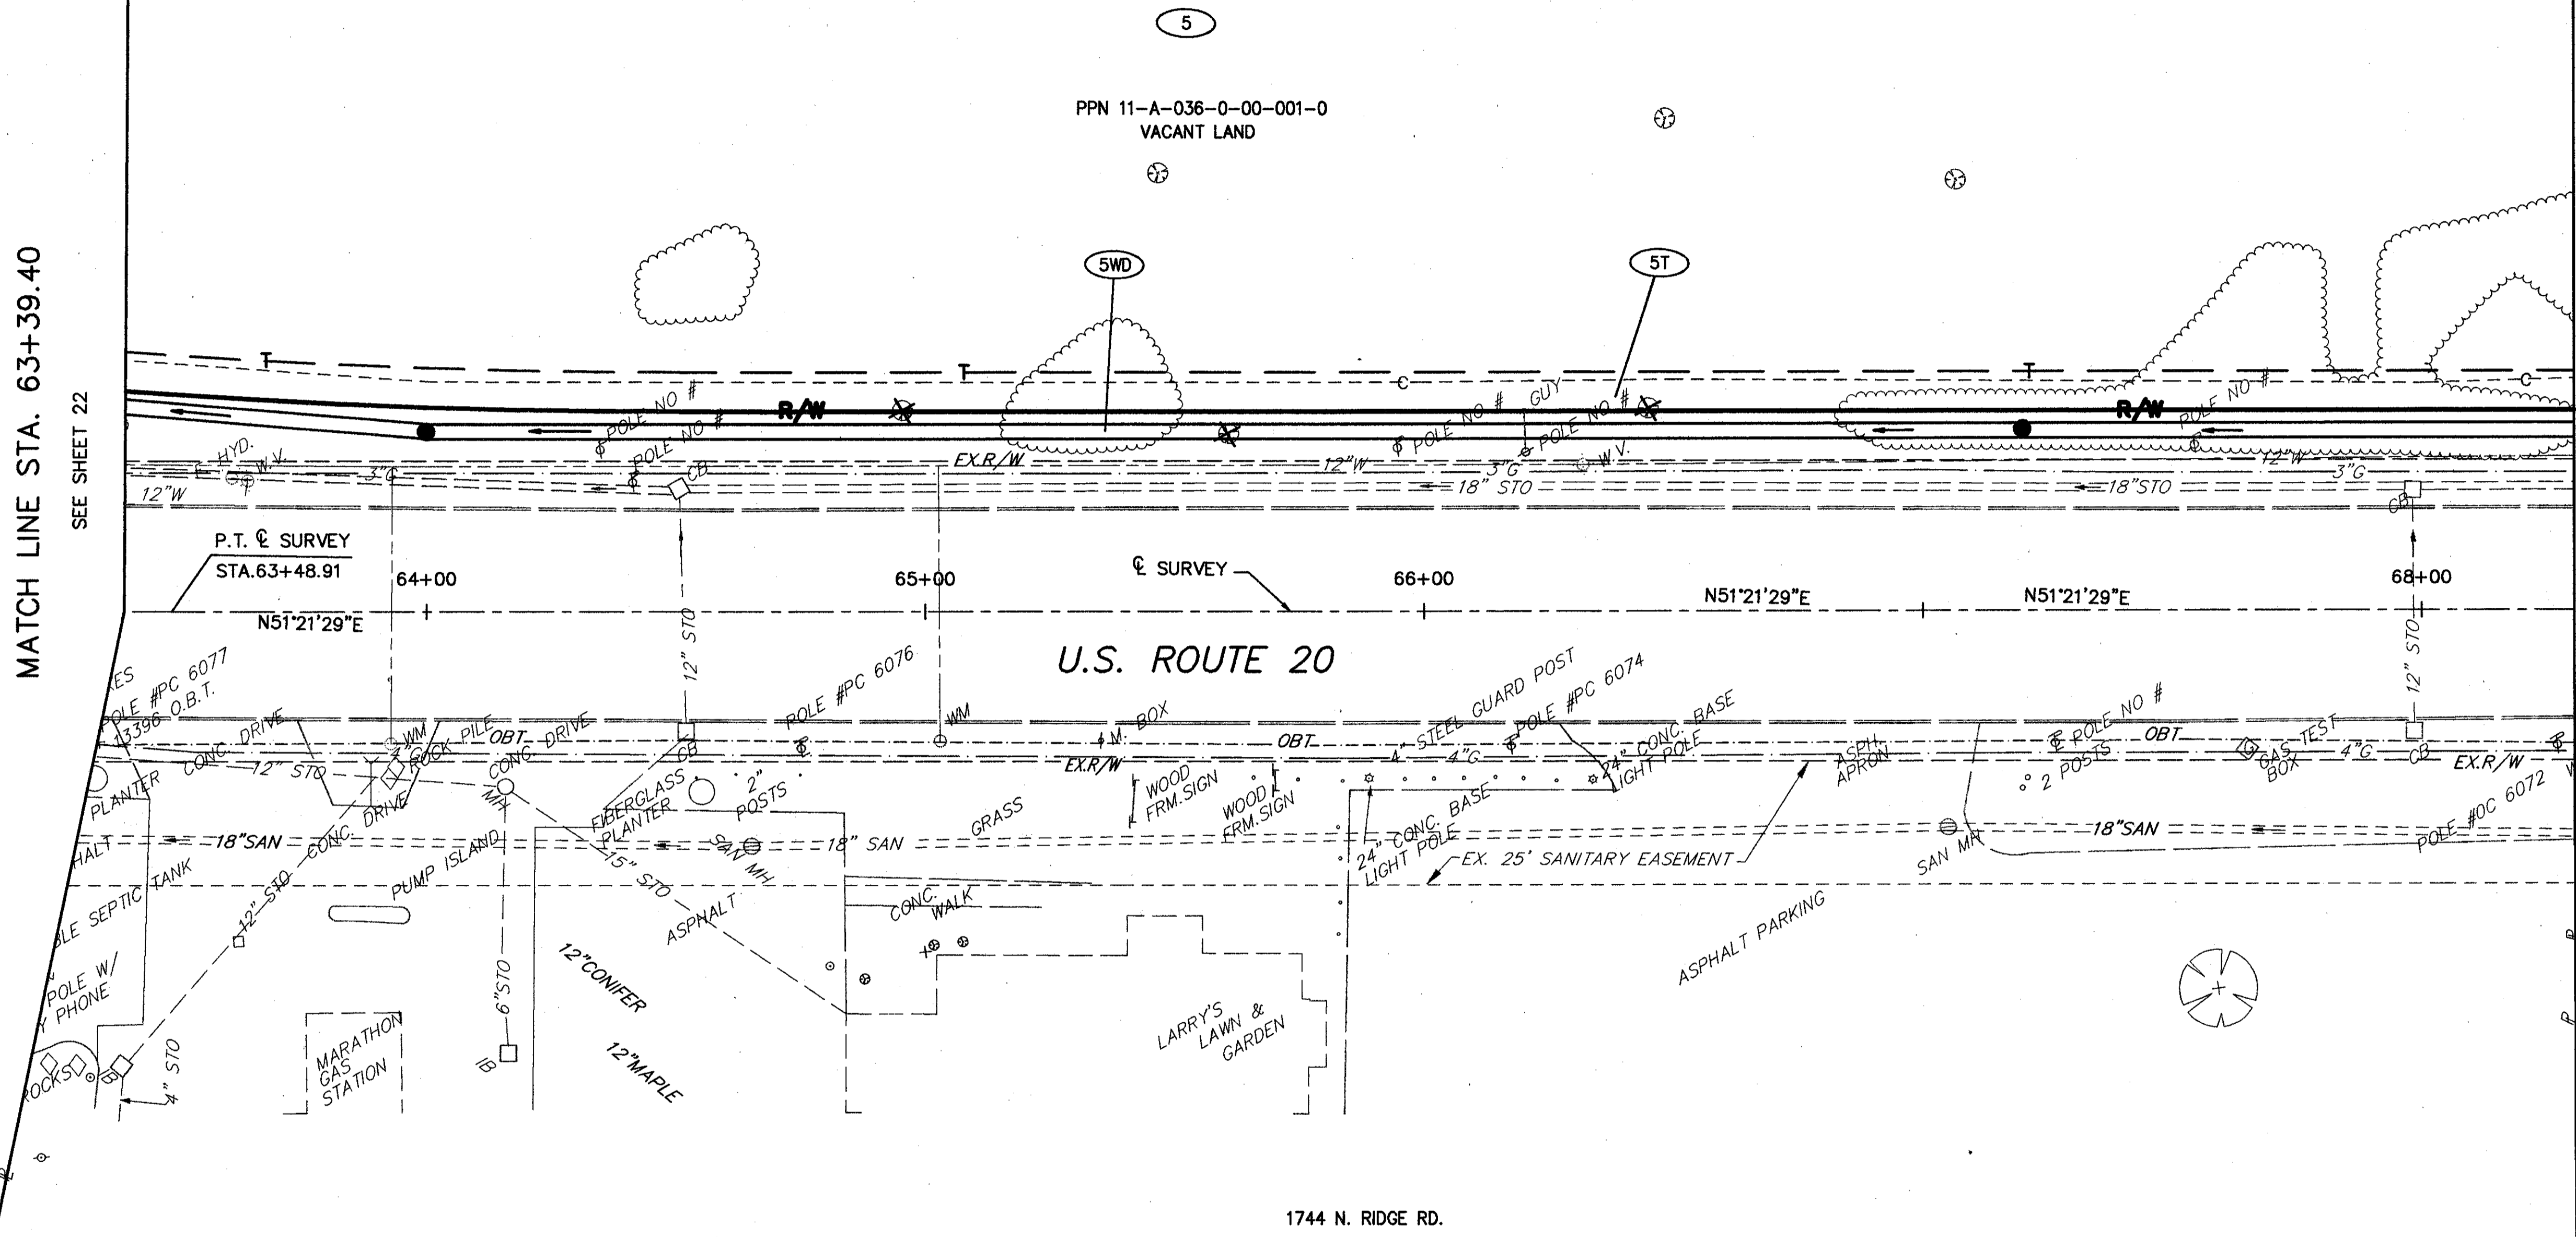 5
PPN 11-A-036-0-00-001-0
VACANT LAND
MATCH LINE STA. 63+39.40
SEE SHEET 22
5WD
5T
T
T
C
T
C
R/W
R/W
POLE NO #
POLE NO #
POLE NO #
GUY
POLE NO #
POLE NO #
F. HYD.
W.V.
W.V.
CB
EX.R/W
12"W
3"G
12"W
3"G
12"W
3"G
18" STO
18"STO
CB
P.T. ℄ SURVEY
STA.63+48.91
64+00
65+00
℄ SURVEY
66+00
68+00
N51°21'29"E
N51°21'29"E
N51°21'29"E
12" STO
12" STO
U.S. ROUTE 20
KES
POLE #PC 6077
13396 O.B.T.
POLE #PC 6076
WM
M. BOX
4" STEEL GUARD POST
POLE #PC 6074
24" CONC. BASE
LIGHT POLE
POLE NO #
2 POSTS
GAS TEST
BOX
G
CONC. DRIVE
WM
4"G
ROCK PILE
OBT
CONC. DRIVE
OBT
OBT
EX.R/W
4"G
4"G
CB
CB
EX.R/W
ASPH.
APRON
PLANTER
12" STO
MH
FIBERGLASS
PLANTER
2"
POSTS
WOOD
FRM.SIGN
WOOD
FRM.SIGN
GRASS
24" CONC. BASE
LIGHT POLE
CONC. DRIVE
18"SAN
18" SAN
18"SAN
SAN MH
SAN MH
POLE #OC 6072
EX. 25' SANITARY EASEMENT
HALT
BLE SEPTIC TANK
12" STO
PUMP ISLAND
15" STO
ASPHALT
CONC.
WALK
ASPHALT PARKING
POLE W/
Y PHONE
6"STO
12"CONIFER
12"MAPLE
MARATHON
GAS
STATION
LARRY'S
LAWN &
GARDEN
ROCKS
IB
IB
4" STO
1744 N. RIDGE RD.